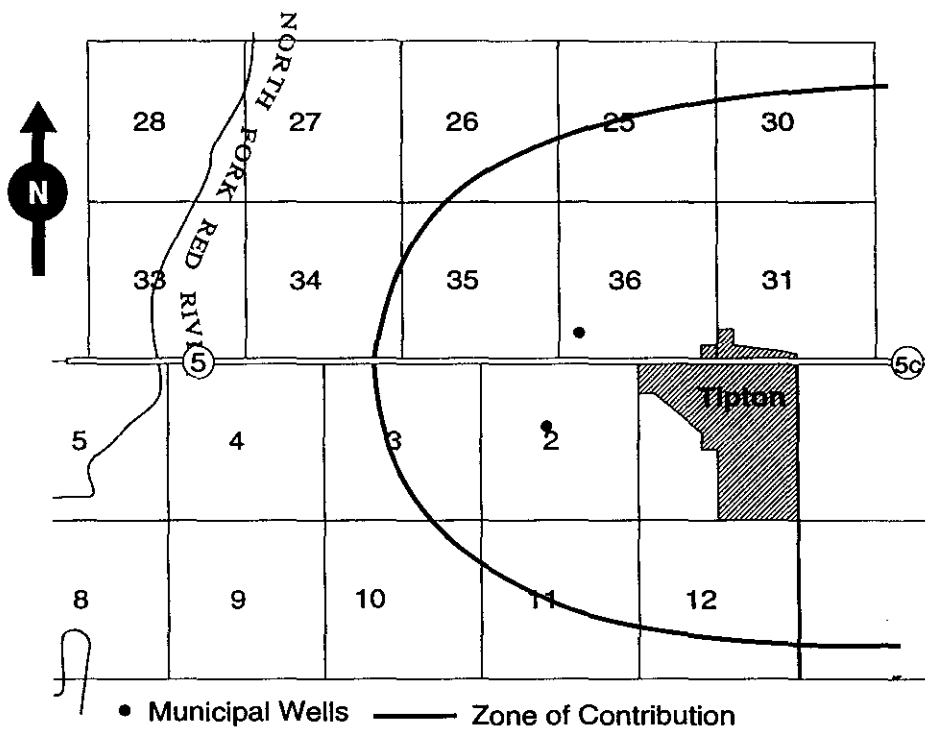 28 27 26 25 30
N
NORTH FORK RED RIVE
33 34 35 36 31
5 5c
Tipton
5 4 3 2
8 9 10 11 12
Municipal Wells Zone of Contribution